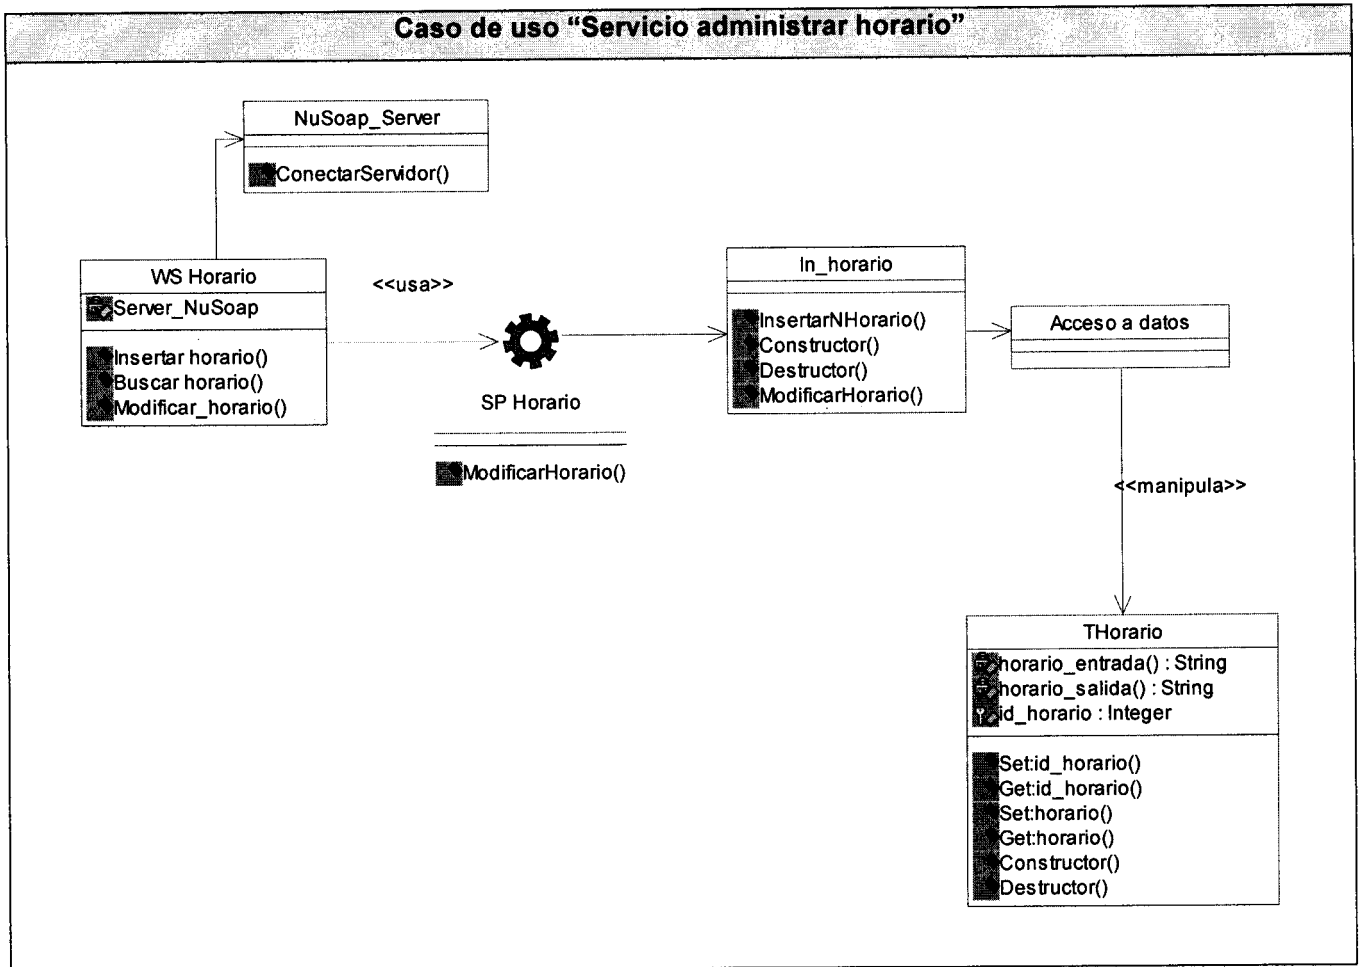 Caso de uso “Servicio administrar horario”
NuSoap_Server
ConectarServidor()
WS Horario
Server_NuSoap
Insertar horario()
Buscar horario()
Modificar_horario()
<<usa>>
SP Horario
ModificarHorario()
In_horario
InsertarNHorario()
Constructor()
Destructor()
ModificarHorario()
Acceso a datos
<<manipula>>
THorario
horario_entrada() : String
horario_salida() : String
id_horario : Integer
Set:id_horario()
Get:id_horario()
Set:horario()
Get:horario()
Constructor()
Destructor()